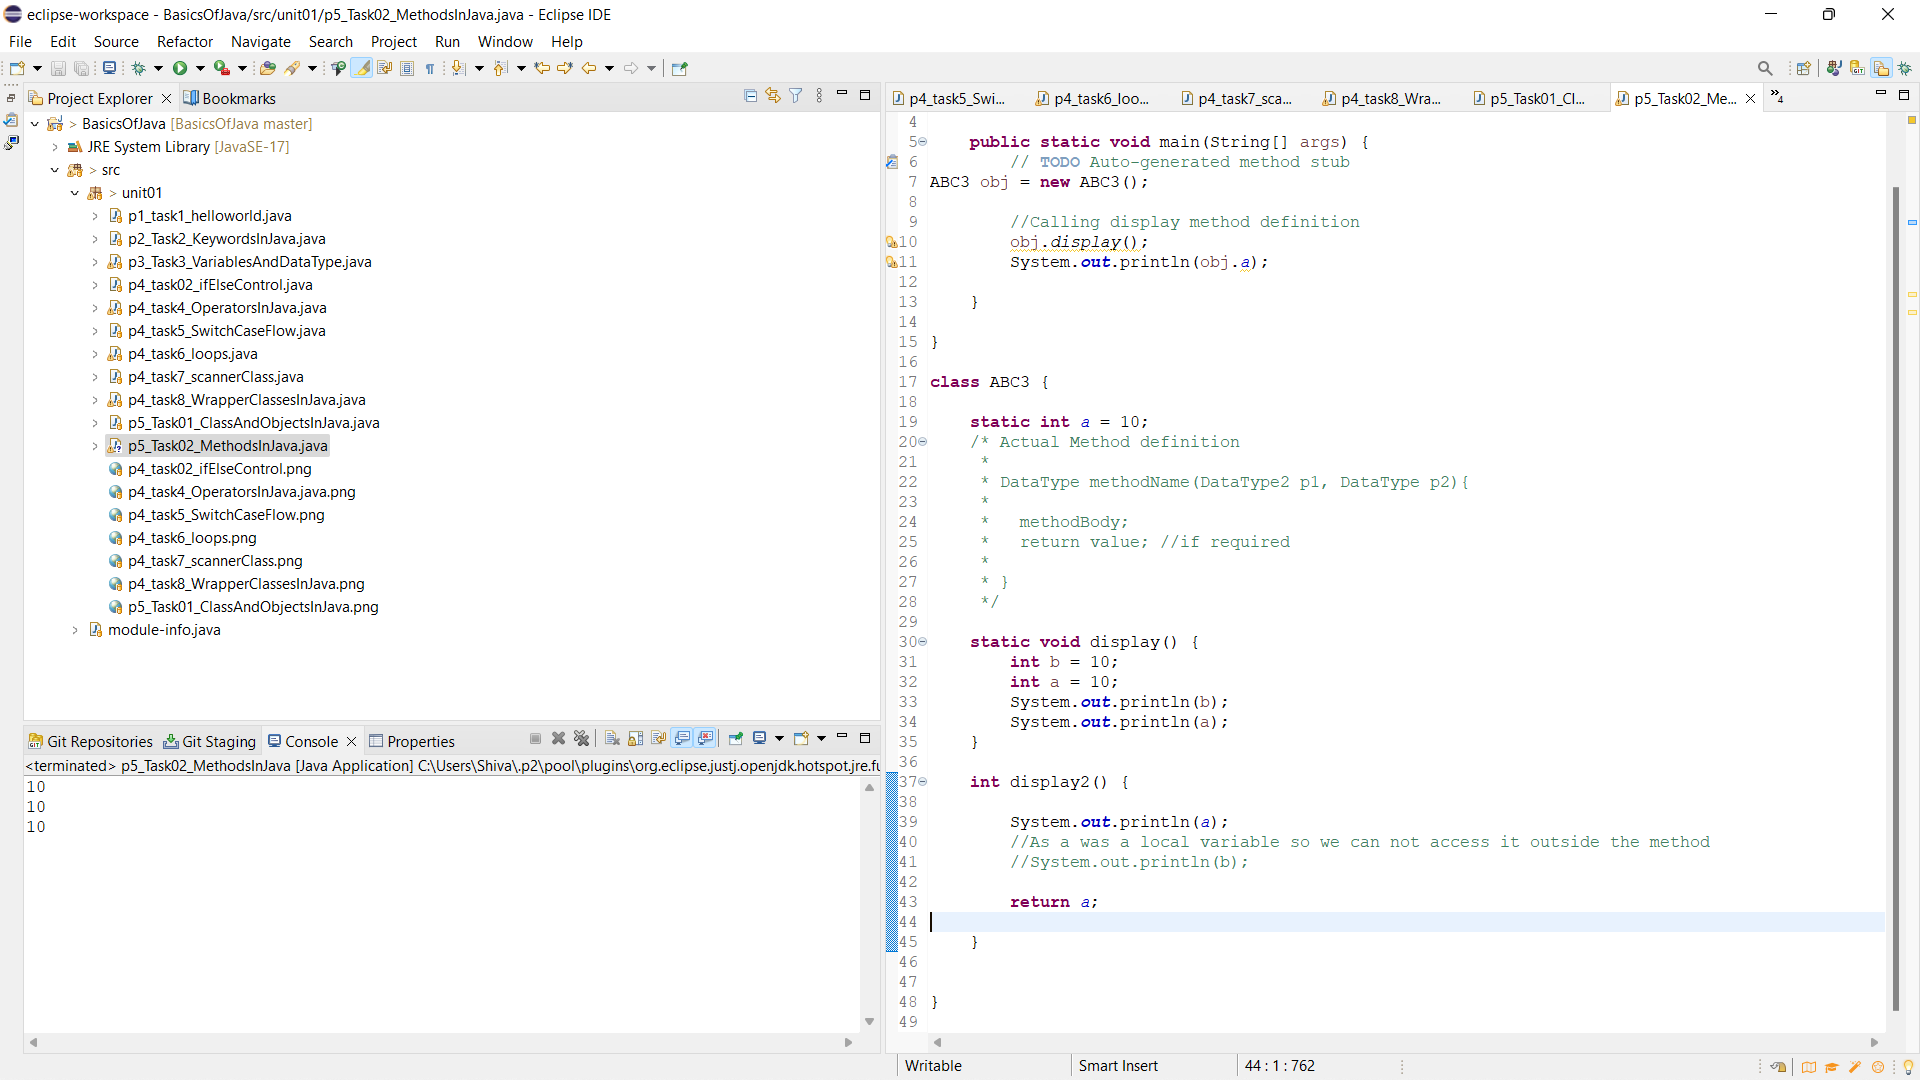 eclipse-workspace - BasicsOfJava/src/unit01/p5_Task02_MethodsInJava.java - Eclipse IDE
File Edit Source Refactor Navigate Search Project Run Window Help
Project Explorer
Bookmarks
> BasicsOfJava [BasicsOfJava master]
JRE System Library [JavaSE-17]
> src
> unit01
p1_task1_helloworld.java
p2_Task2_KeywordsInJava.java
p3_Task3_VariablesAndDataType.java
p4_task02_ifElseControl.java
p4_task4_OperatorsInJava.java
p4_task5_SwitchCaseFlow.java
p4_task6_loops.java
p4_task7_scannerClass.java
p4_task8_WrapperClassesInJava.java
p5_Task01_ClassAndObjectsInJava.java
p5_Task02_MethodsInJava.java
p4_task02_ifElseControl.png
p4_task4_OperatorsInJava.java.png
p4_task5_SwitchCaseFlow.png
p4_task6_loops.png
p4_task7_scannerClass.png
p4_task8_WrapperClassesInJava.png
p5_Task01_ClassAndObjectsInJava.png
module-info.java
Git Repositories Git Staging Console Properties
<terminated> p5_Task02_MethodsInJava [Java Application] C:\Users\Shiva\.p2\pool\plugins\org.eclipse.justj.openjdk.hotspot.jre.fu
10
10
10
p4_task5_Swi... p4_task6_loo... p4_task7_sca... p4_task8_Wra... p5_Task01_Cl... p5_Task02_Me... »4
4
5 public static void main(String[] args) {
6 // TODO Auto-generated method stub
7 ABC3 obj = new ABC3();
8
9 //Calling display method definition
10 obj.display();
11 System.out.println(obj.a);
12
13 }
14
15 }
16
17 class ABC3 {
18
19 static int a = 10;
20 /* Actual Method definition
21 *
22 * DataType methodName(DataType2 p1, DataType p2){
23 *
24 * methodBody;
25 * return value; //if required
26 *
27 * }
28 */
29
30 static void display() {
31 int b = 10;
32 int a = 10;
33 System.out.println(b);
34 System.out.println(a);
35 }
36
37 int display2() {
38
39 System.out.println(a);
40 //As a was a local variable so we can not access it outside the method
41 //System.out.println(b);
42
43 return a;
44
45 }
46
47
48 }
49
Writable Smart Insert 44 : 1 : 762